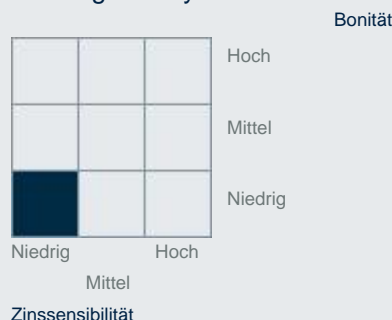 Bonität
Hoch
Mittel
Niedrig
Niedrig
Hoch
Mittel
Zinssensibilität